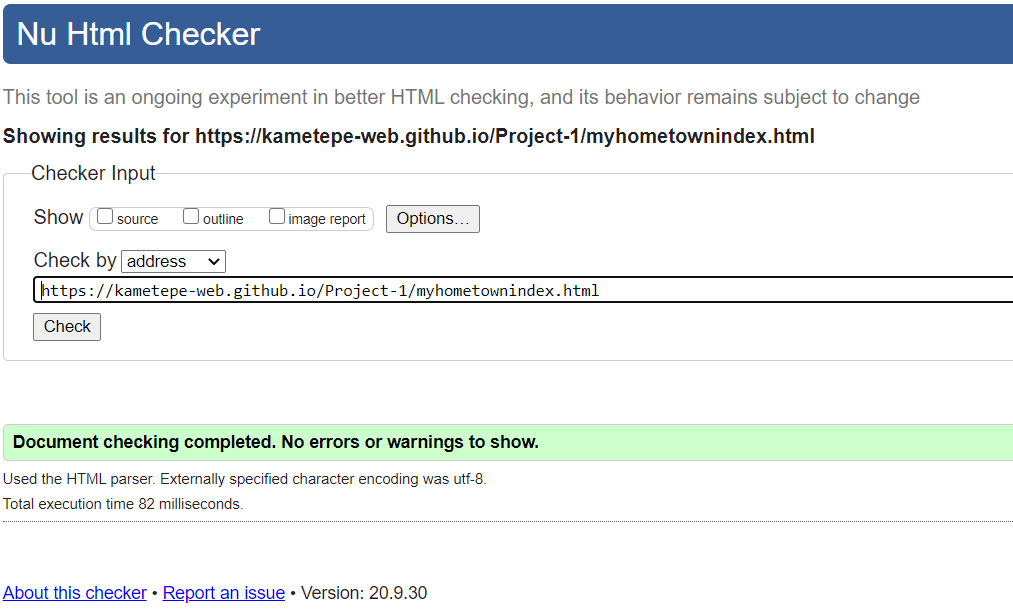 Nu Html Checker
This tool is an ongoing experiment in better HTML checking, and its behavior remains subject to change
Showing results for https://kametepe-web.github.io/Project-1/myhometownindex.html
Checker Input
Show source outline image report Options…
Check by address
https://kametepe-web.github.io/Project-1/myhometownindex.html
Check
Document checking completed. No errors or warnings to show.
Used the HTML parser. Externally specified character encoding was utf-8.
Total execution time 82 milliseconds.
About this checker • Report an issue • Version: 20.9.30